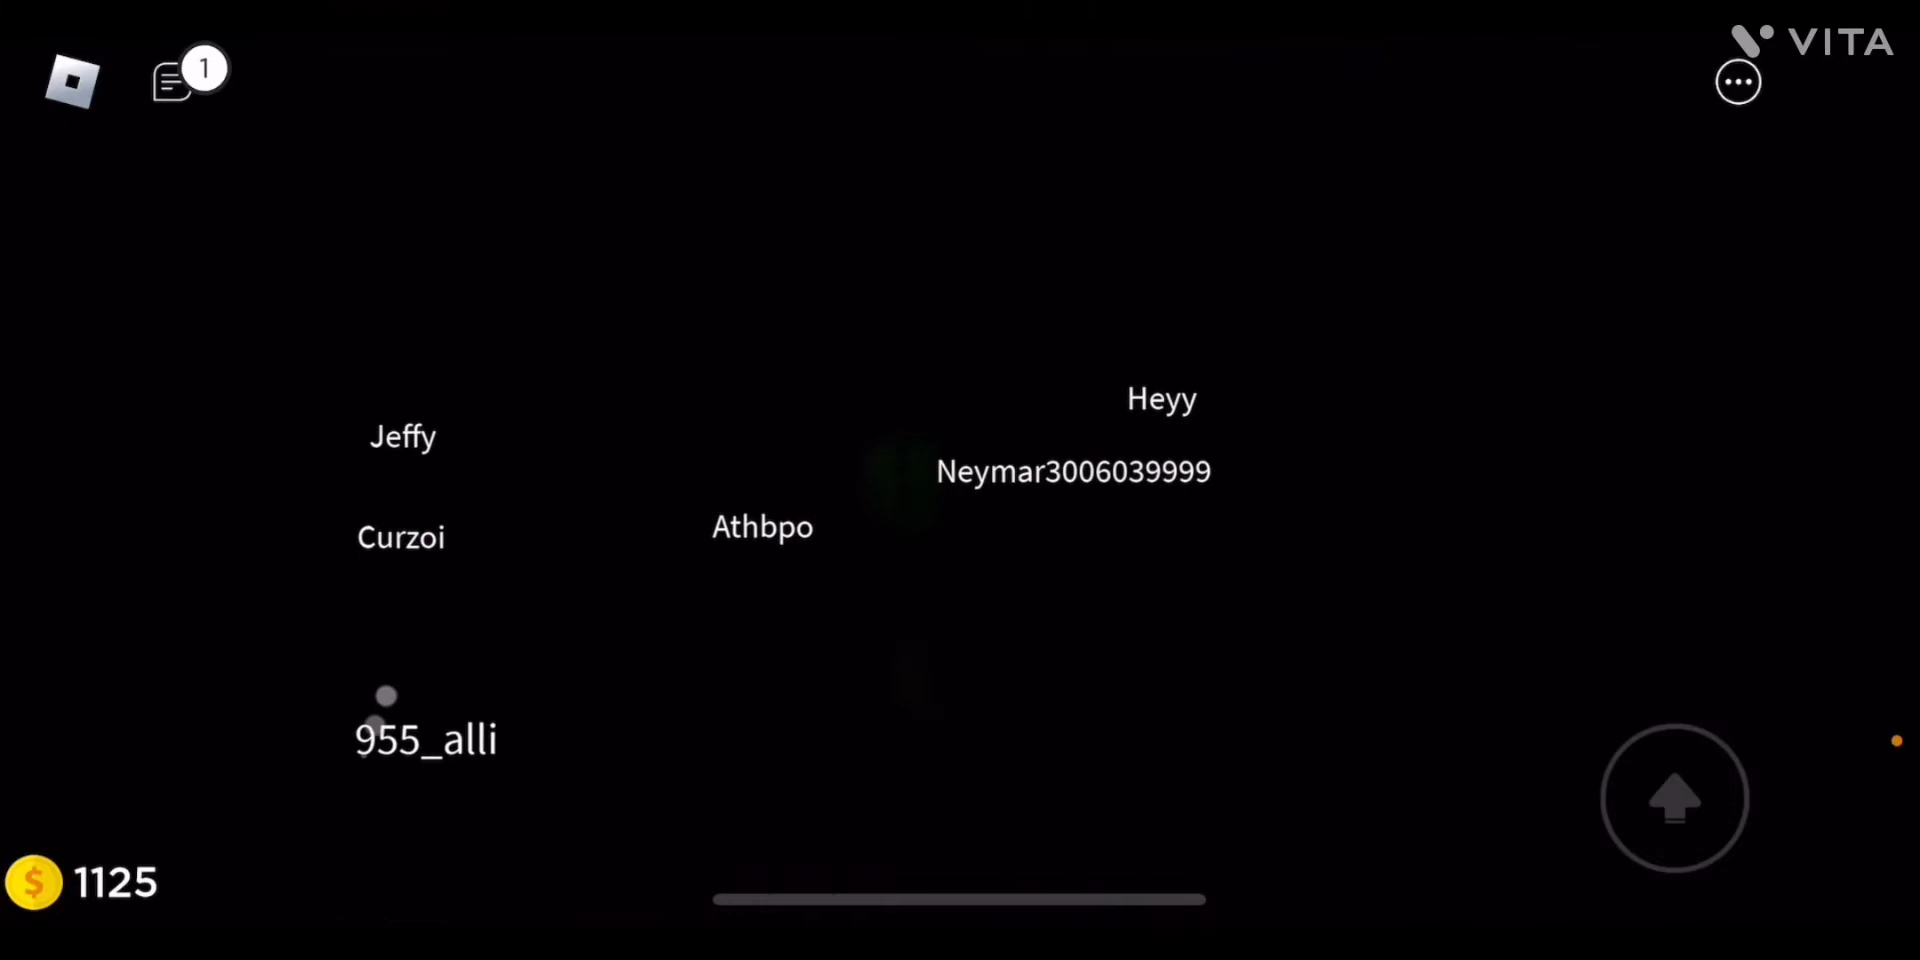 1
VITA
Heyy
Jeffy
Neymar3006039999
Athbpo
Curzoi
955_alli
$ 1125